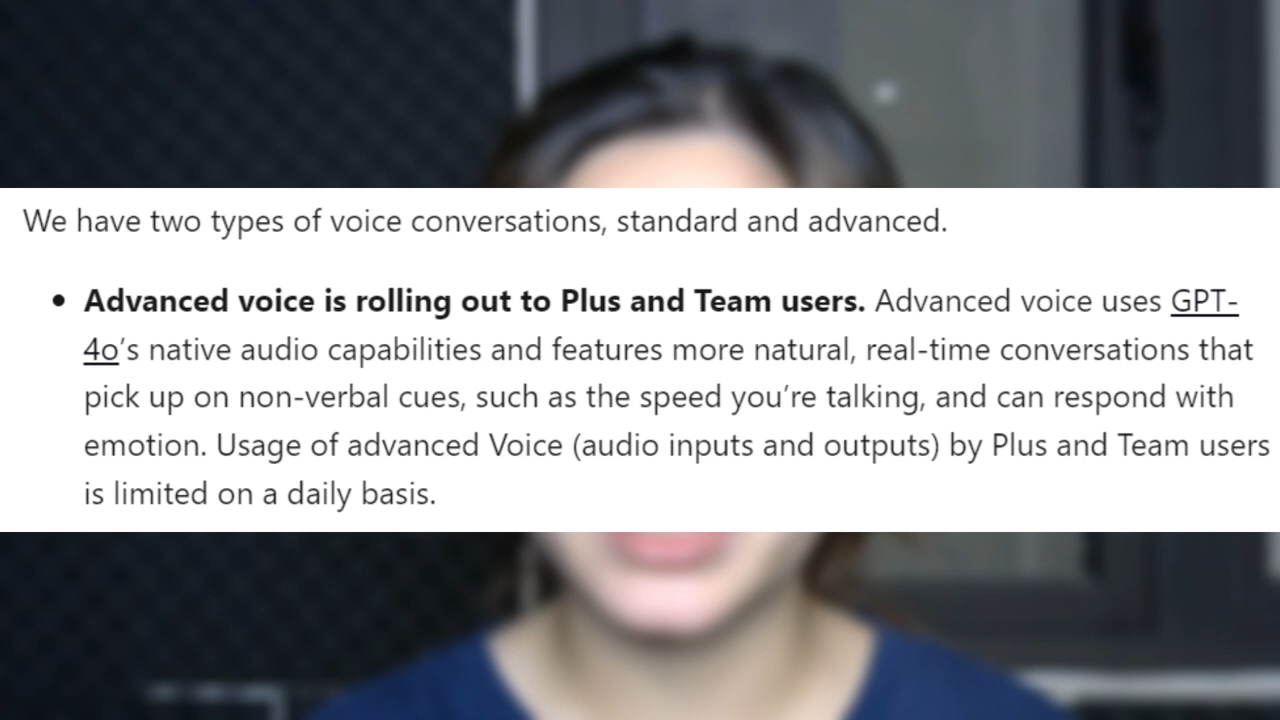 We have two types of voice conversations, standard and advanced.
• Advanced voice is rolling out to Plus and Team users. Advanced voice uses GPT-
4o’s native audio capabilities and features more natural, real-time conversations that
pick up on non-verbal cues, such as the speed you’re talking, and can respond with
emotion. Usage of advanced Voice (audio inputs and outputs) by Plus and Team users
is limited on a daily basis.